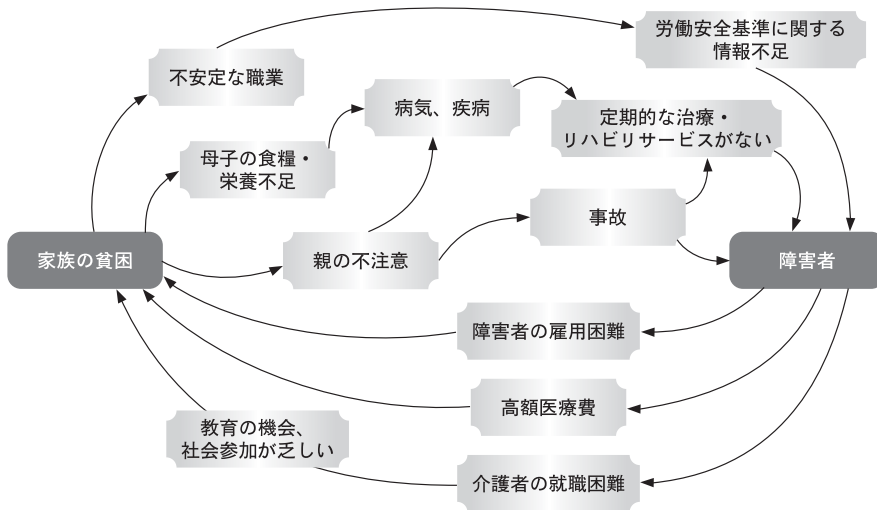 労働安全基準に関する
情報不足
不安定な職業
病気、疾病
定期的な治療・
リハビリサービスがない
母子の食糧・
栄養不足
事故
家族の貧困
親の不注意
障害者
障害者の雇用困難
高額医療費
教育の機会、
社会参加が乏しい
介護者の就職困難